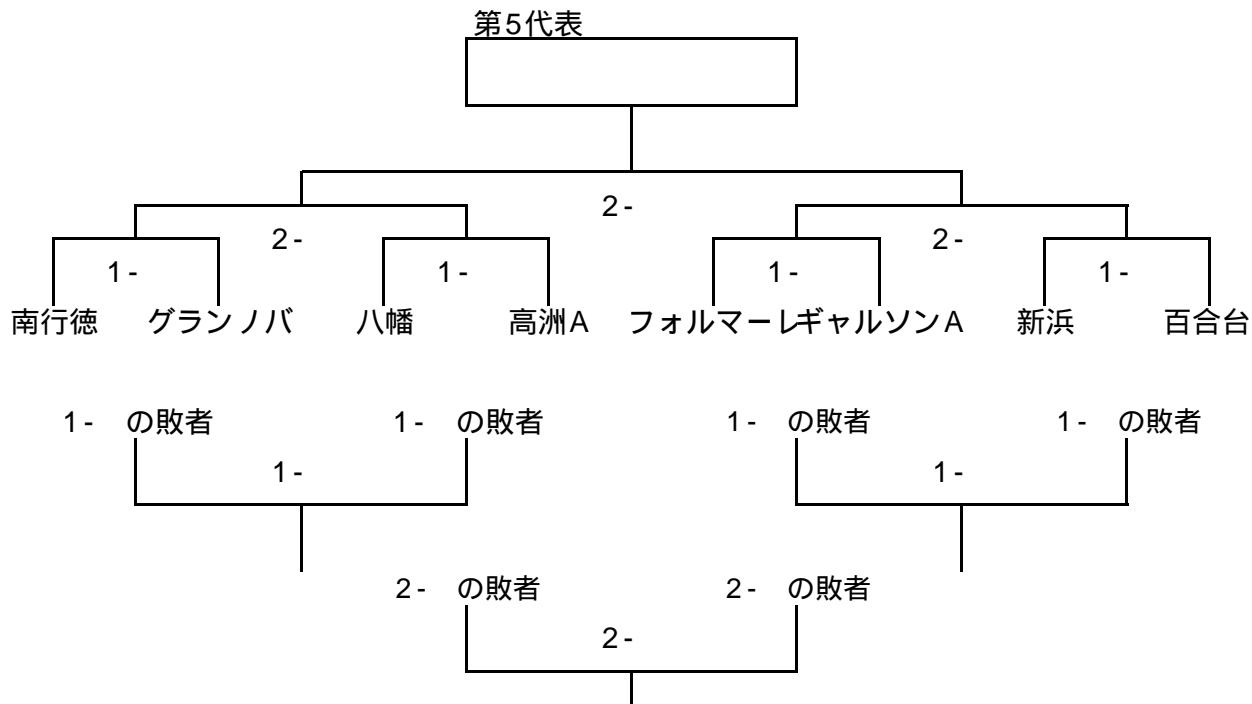 第5代表
2-
2- 2-
1- 1- 1- 1-
南行徳 グランノバ 八幡 高洲A フォルマーレ ギャルソンA 新浜 百合台
1- の敗者 1- の敗者 1- の敗者 1- の敗者
1- 1-
2- の敗者 2- の敗者
2-